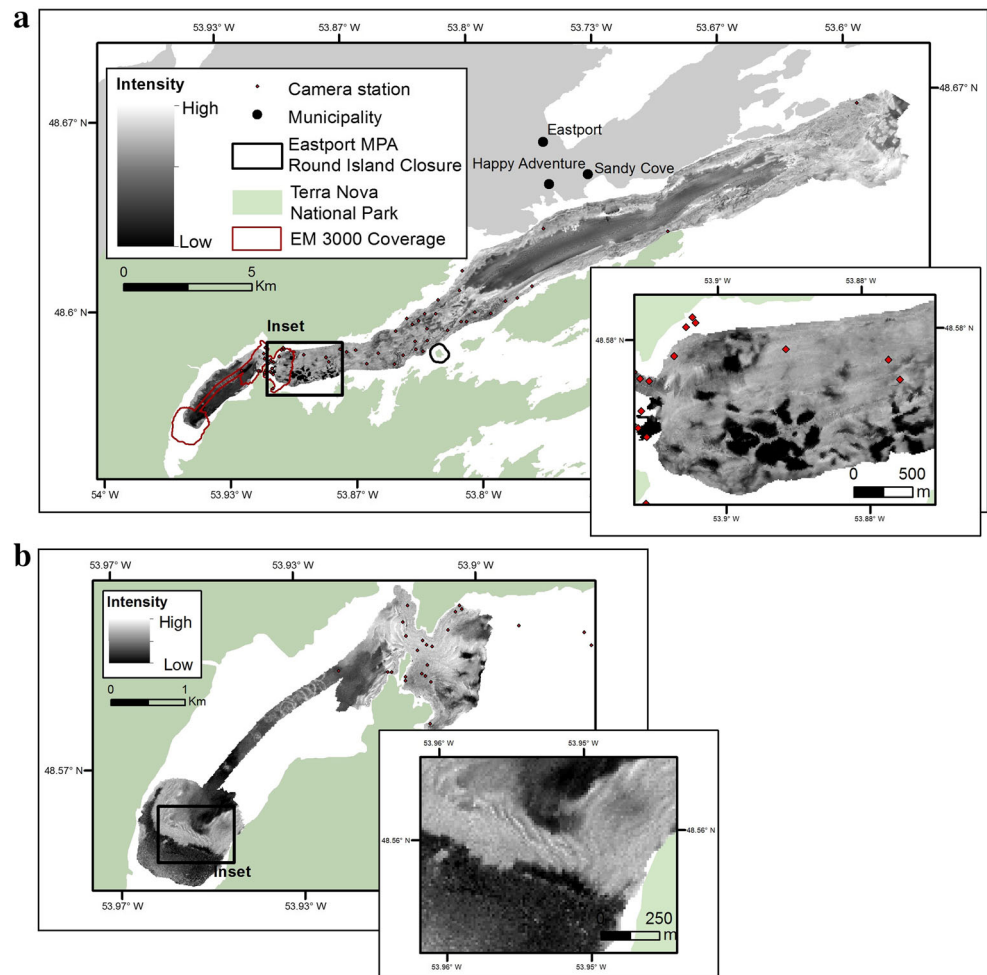 a
53.93° W 53.87° W 53.8° W 53.73° W 53.67° W 53.6° W
Intensity
High
Low
Camera station
Municipality
Eastport MPA
Round Island Closure
Terra Nova
National Park
EM 3000 Coverage
0 5
Km
48.67° N
48.6° N
48.67° N
Eastport
Happy Adventure
Sandy Cove
Inset
54° W 53.93° W 53.87° W 53.8° W
53.9° W 53.88° W
48.58° N
48.58° N
0 500
m
53.9° W 53.88° W
b
53.97° W 53.93° W 53.9° W
Intensity
High
Low
0 1
Km
48.57° N
Inset
53.97° W 53.93° W
53.96° W 53.95° W
48.56° N
48.56° N
0 250
m
53.96° W 53.95° W